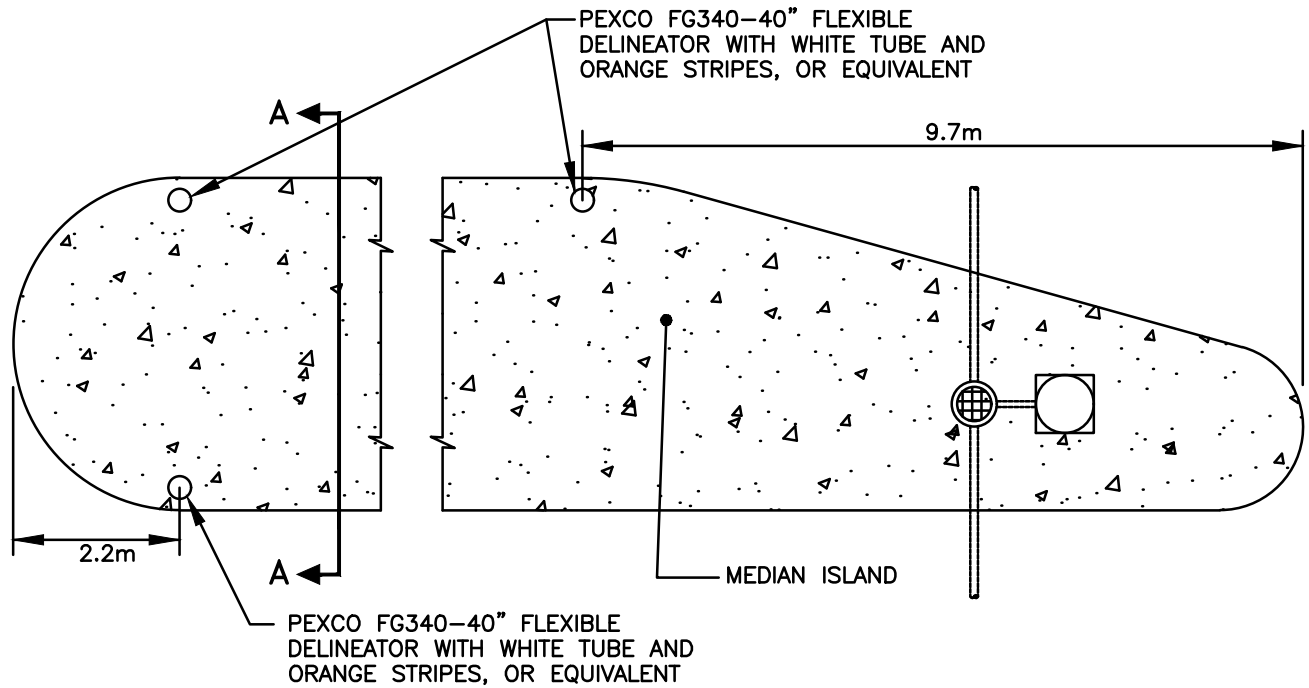 PEXCO FG340-40” FLEXIBLE
DELINEATOR WITH WHITE TUBE AND
ORANGE STRIPES, OR EQUIVALENT
A
9.7m
2.2m
A
MEDIAN ISLAND
PEXCO FG340-40” FLEXIBLE
DELINEATOR WITH WHITE TUBE AND
ORANGE STRIPES, OR EQUIVALENT